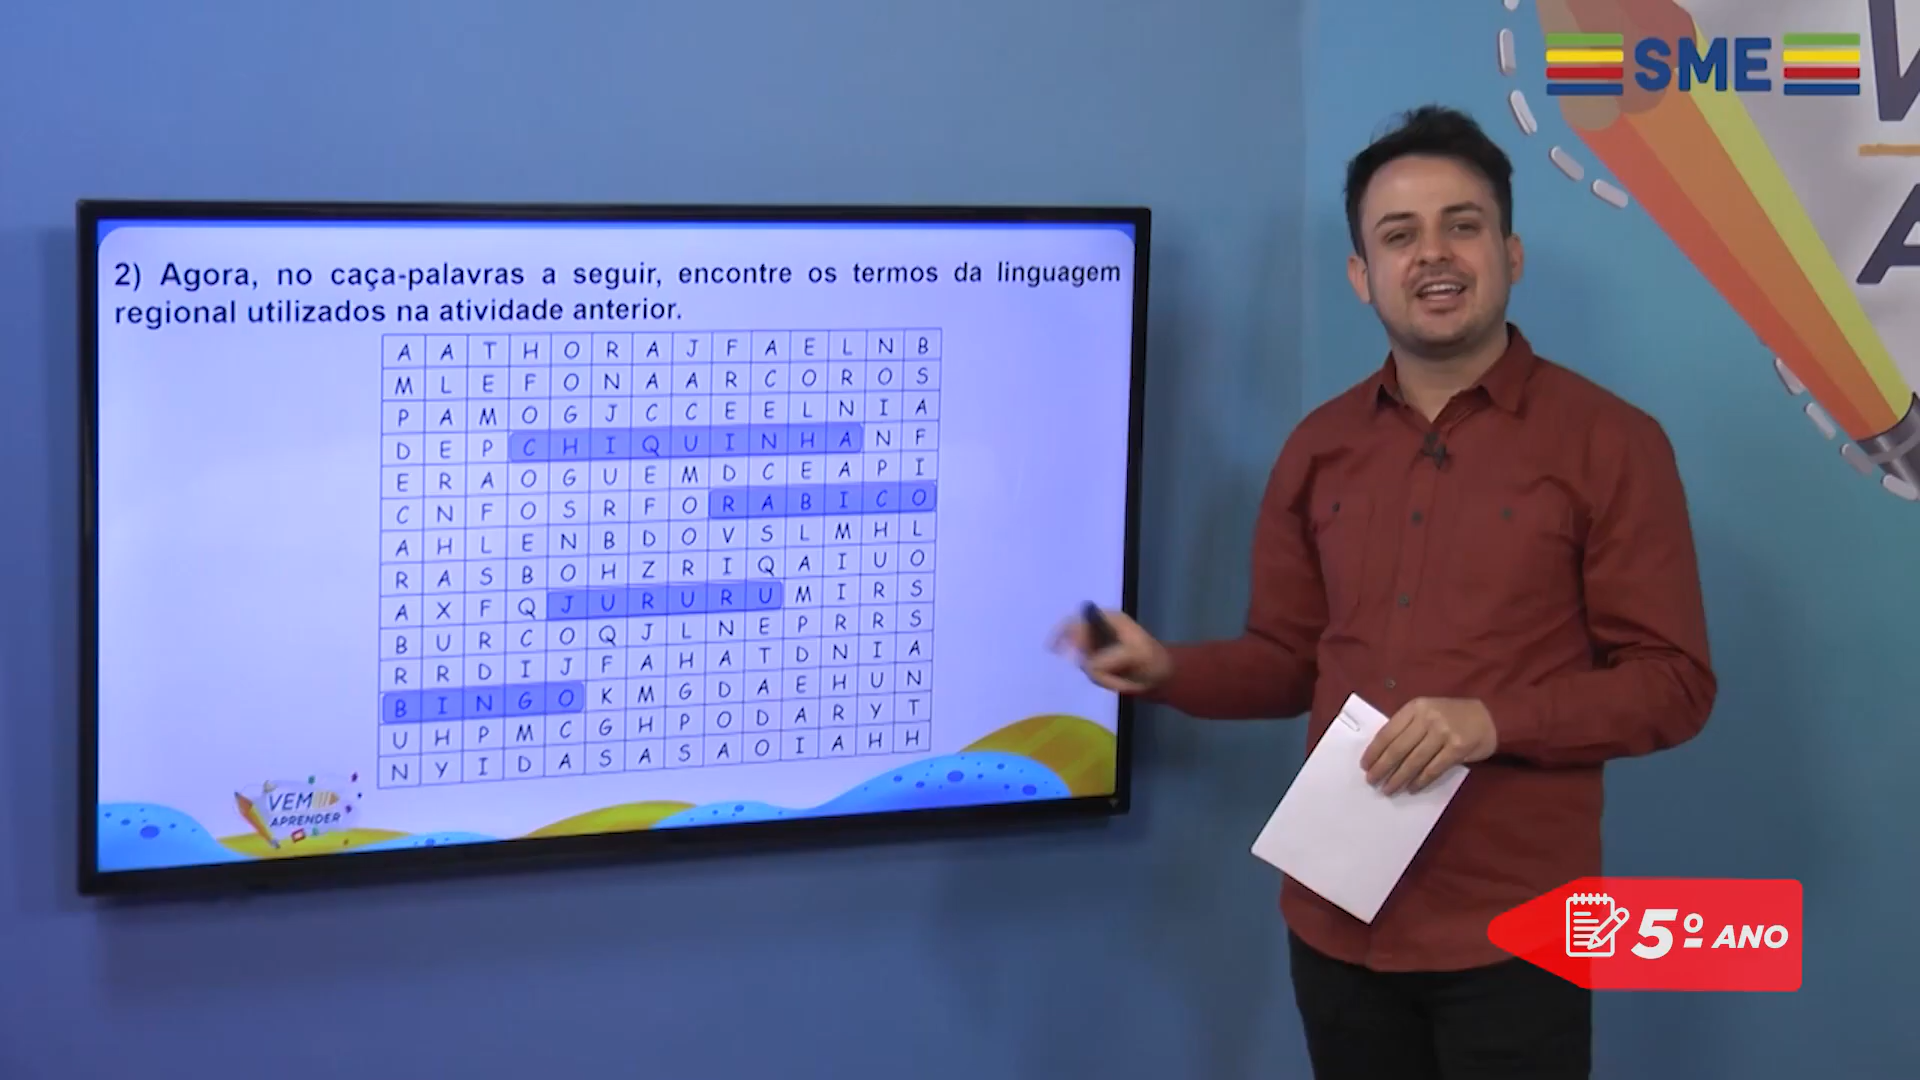 SME
2) Agora, no caça-palavras a seguir, encontre os termos da linguagem
regional utilizados na atividade anterior.
A A T H O R A J F A E L N B
M L E F O N A A R C O R O S
P A M O G J C C E E L N I A
D E P C H I Q U I N H A N F
E R A O G U E M D C E A P I
C N F O S R F O R A B I C O
A H L E N B D O V S L M H L
R A S B O H Z R I Q A I U O
A X F Q J U R U R U M I R S
B U R C O Q J L N E P R R S
R R D I J F A H A T D N I A
B I N G O K M G D A E H U N
U H P M C G H P O D A R Y T
N Y I D A S A S A O I A H H
VEM
APRENDER
5º ANO